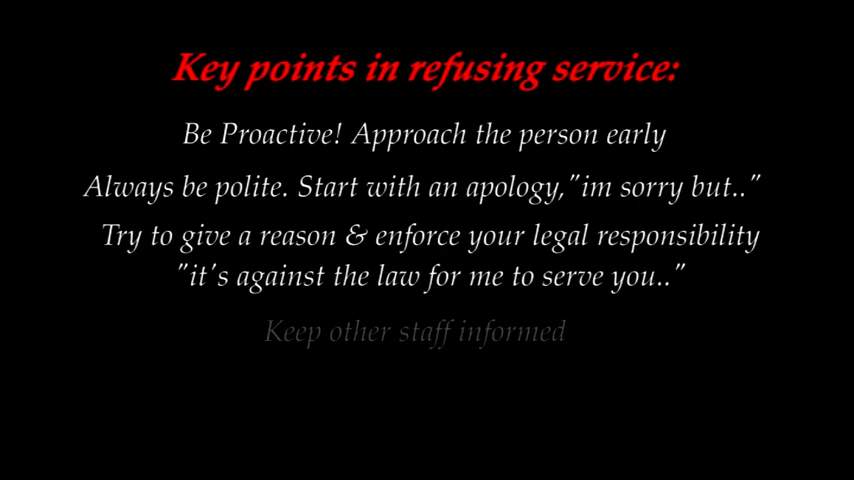 Key points in refusing service:
Be Proactive! Approach the person early
Always be polite. Start with an apology,"im sorry but.."
Try to give a reason & enforce your legal responsibility
"it's against the law for me to serve you.."
Keep other staff informed